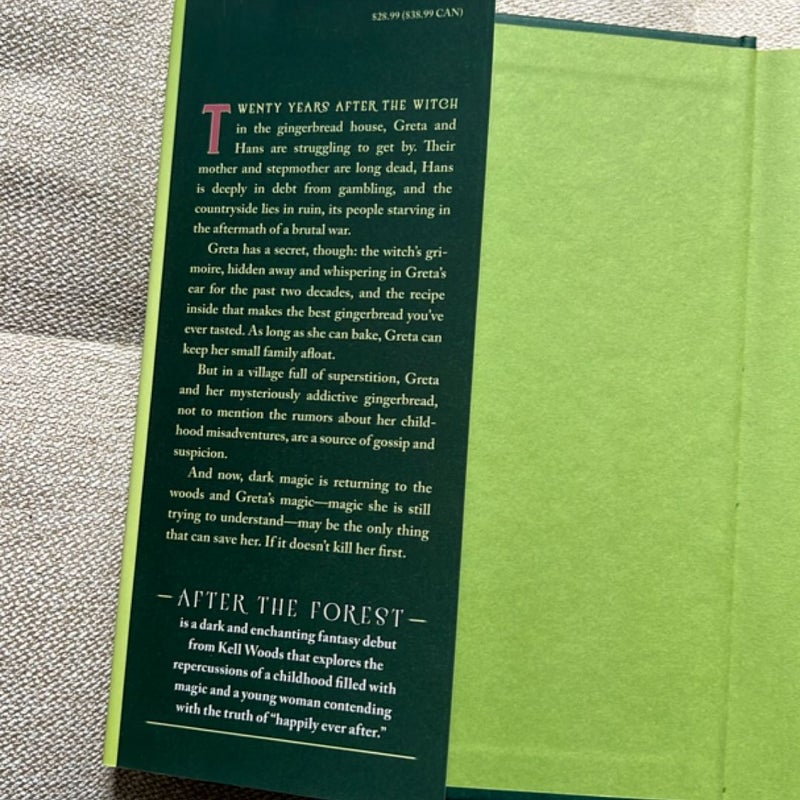 $28.99 ($38.99 CAN)
TWENTY YEARS AFTER THE WITCH
in the gingerbread house, Greta and
Hans are struggling to get by. Their
mother and stepmother are long dead, Hans
is deeply in debt from gambling, and the
countryside lies in ruin, its people starving in
the aftermath of a brutal war.
Greta has a secret, though: the witch's gri-
moire, hidden away and whispering in Greta's
ear for the past two decades, and the recipe
inside that makes the best gingerbread you've
ever tasted. As long as she can bake, Greta can
keep her small family afloat.
But in a village full of superstition, Greta
and her mysteriously addictive gingerbread,
not to mention the rumors about her child-
hood misadventures, are a source of gossip and
suspicion.
And now, dark magic is returning to the
woods and Greta's magic—magic she is still
trying to understand—may be the only thing
that can save her. If it doesn't kill her first.
—AFTER THE FOREST—
is a dark and enchanting fantasy debut
from Kell Woods that explores the
repercussions of a childhood filled with
magic and a young woman contending
with the truth of "happily ever after."